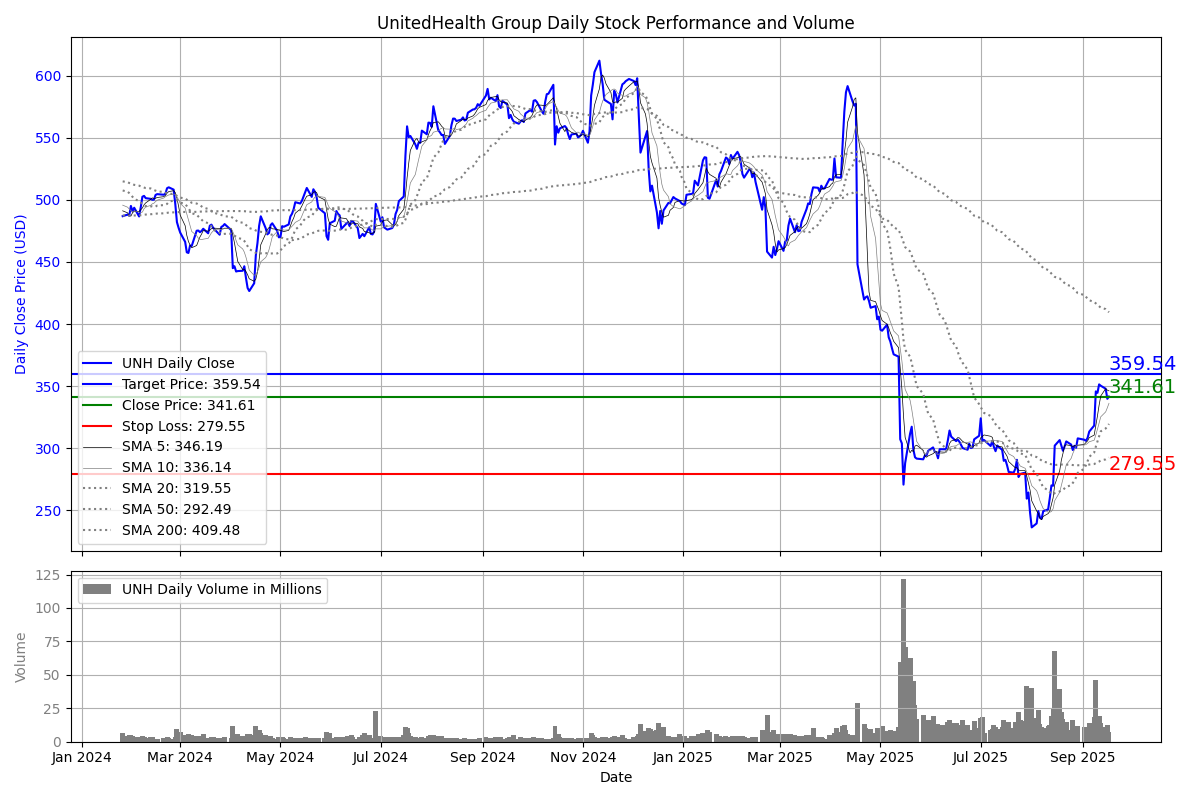 UnitedHealth Group Daily Stock Performance and Volume
Daily Close Price (USD)
600
550
500
450
400
350
300
250
UNH Daily Close
Target Price: 359.54
Close Price: 341.61
Stop Loss: 279.55
SMA 5: 346.19
SMA 10: 336.14
SMA 20: 319.55
SMA 50: 292.49
SMA 200: 409.48
359.54
341.61
279.55
Volume
125
100
75
50
25
0
UNH Daily Volume in Millions
Jan 2024 Mar 2024 May 2024 Jul 2024 Sep 2024 Nov 2024 Jan 2025 Mar 2025 May 2025 Jul 2025 Sep 2025
Date